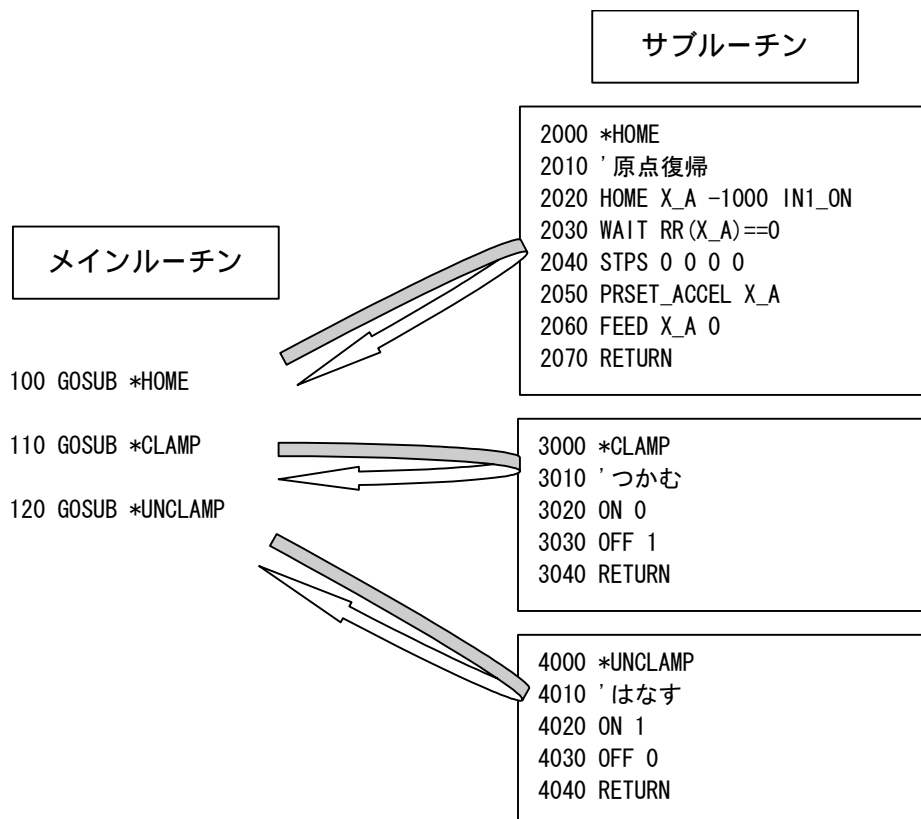 サブルーチン
メインルーチン
100 GOSUB *HOME
110 GOSUB *CLAMP
120 GOSUB *UNCLAMP
2000 *HOME
2010 '原点復帰
2020 HOME X_A -1000 IN1_ON
2030 WAIT RR(X_A)==0
2040 STPS 0 0 0 0
2050 PRSET_ACCEL X_A
2060 FEED X_A 0
2070 RETURN
3000 *CLAMP
3010 'つかむ
3020 ON 0
3030 OFF 1
3040 RETURN
4000 *UNCLAMP
4010 'はなす
4020 ON 1
4030 OFF 0
4040 RETURN